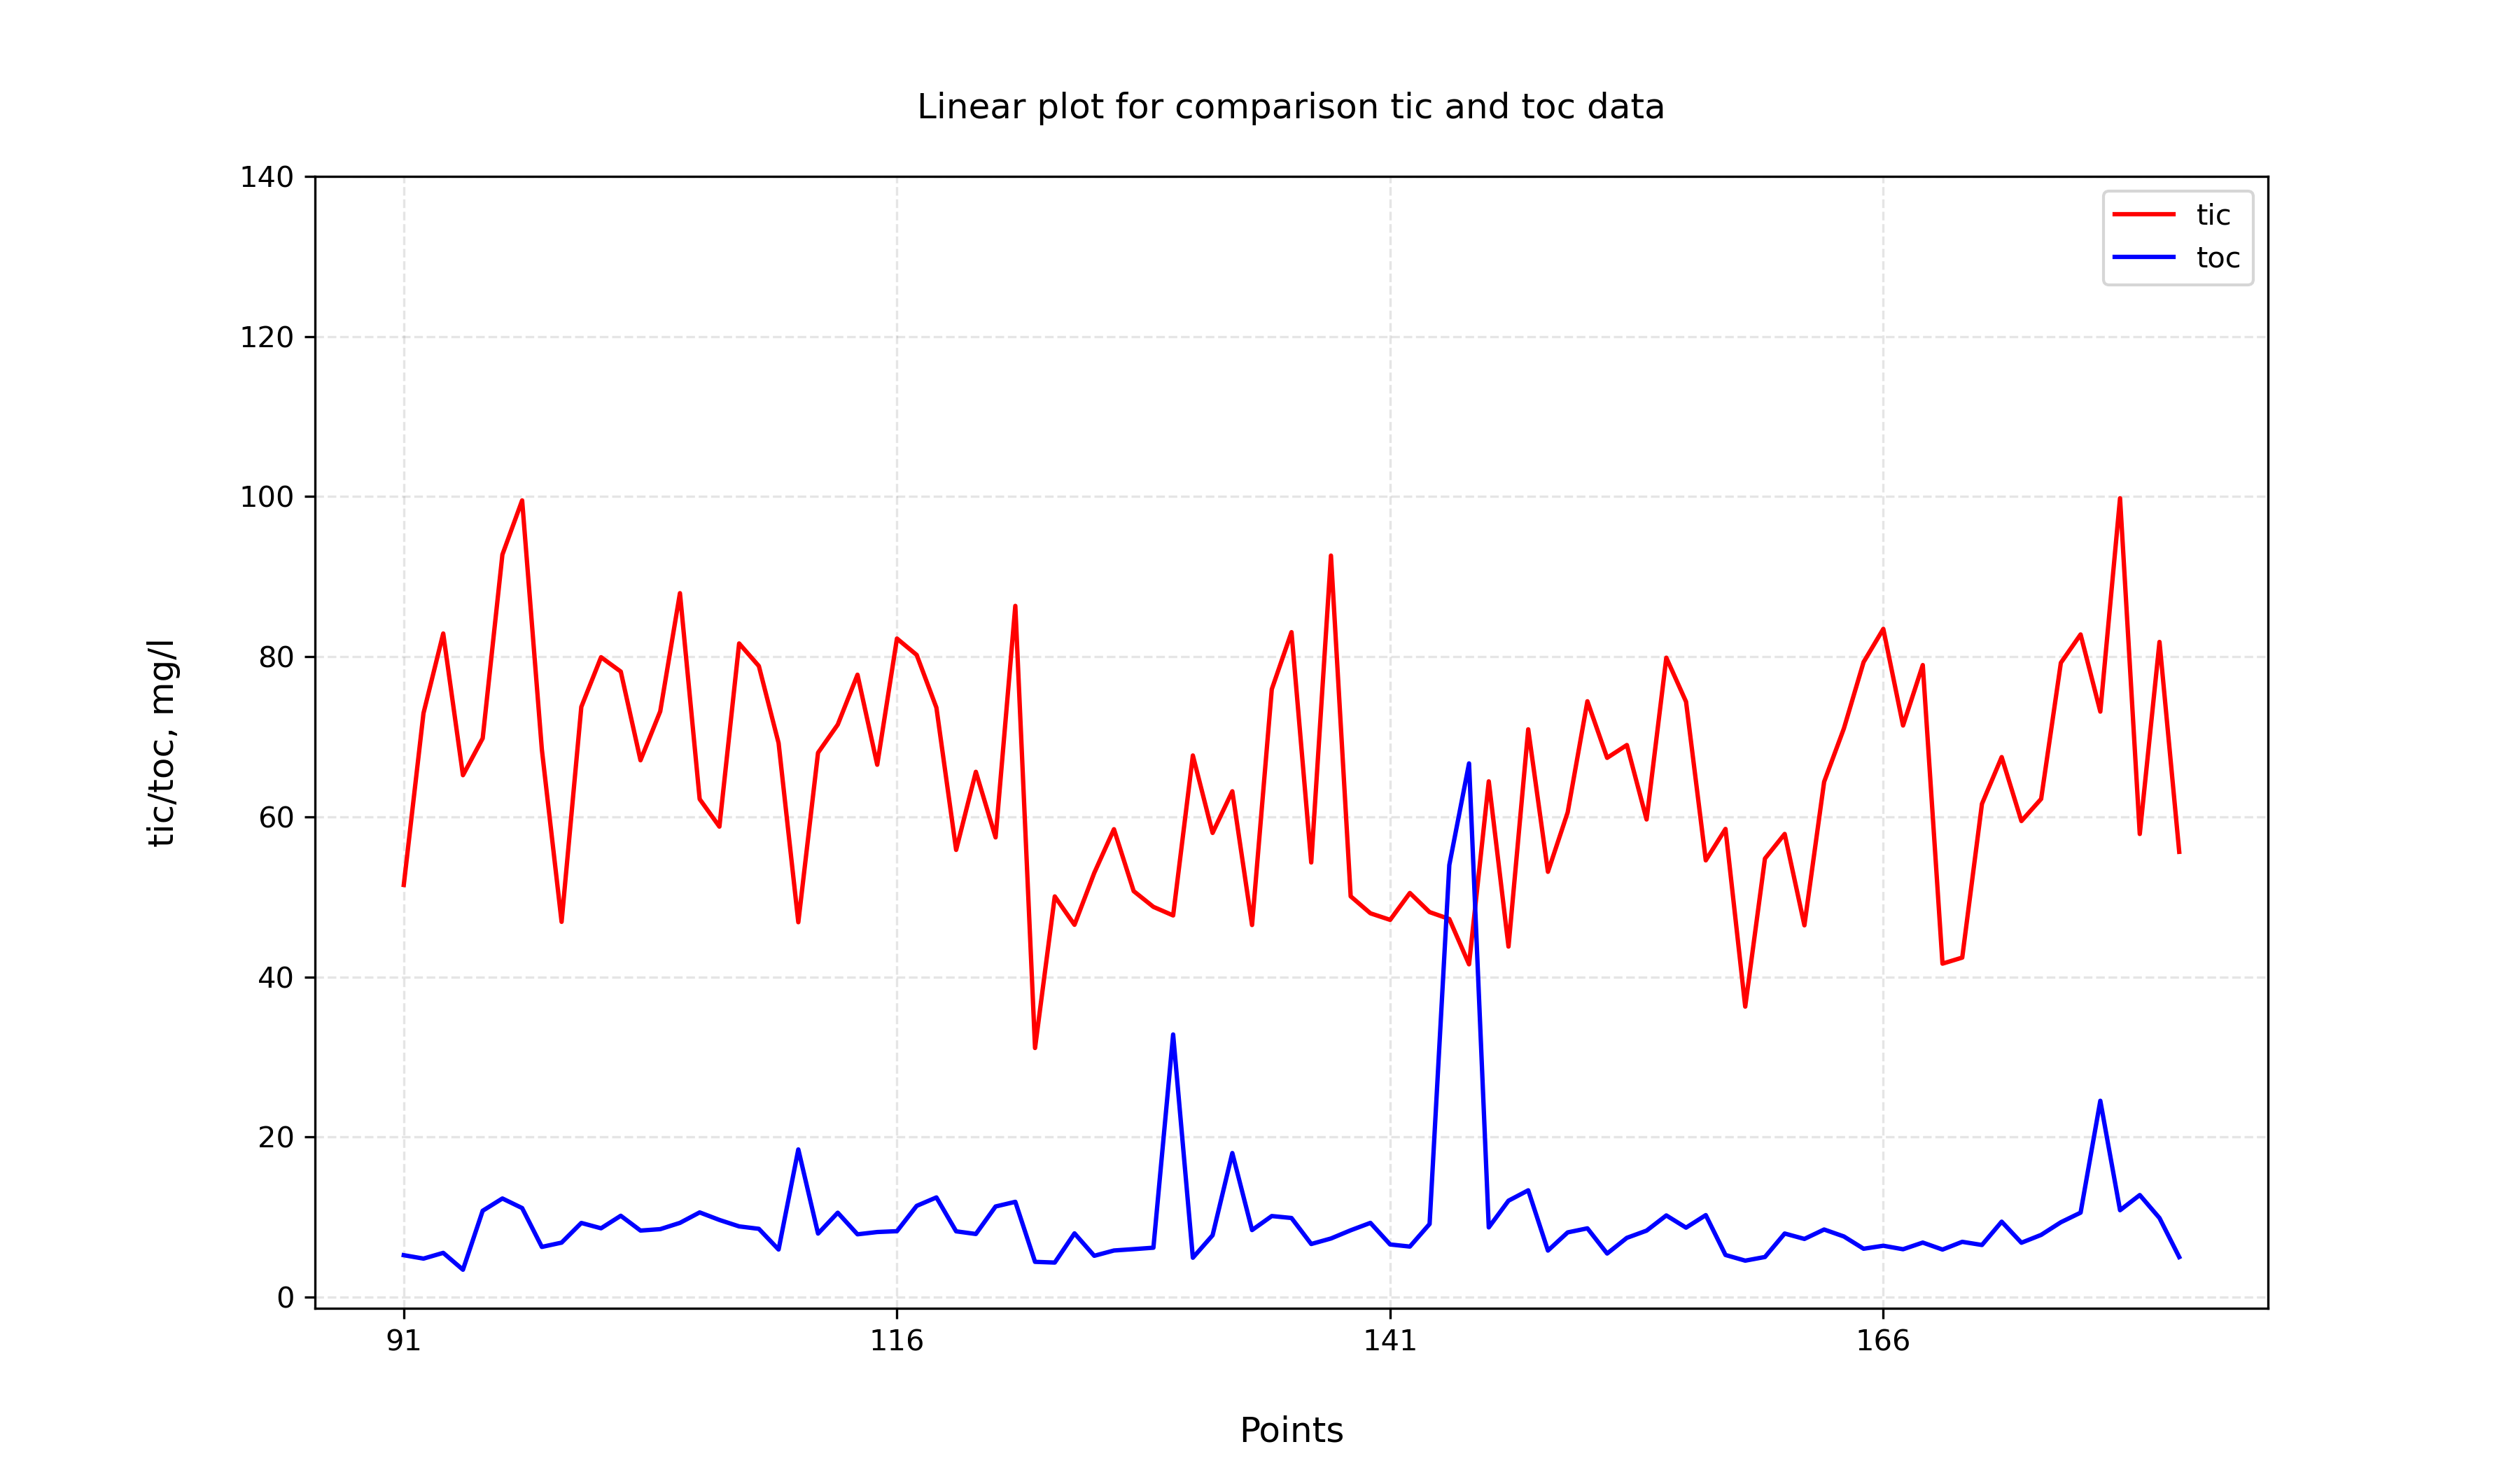 Linear plot for comparison tic and toc data
tic
toc
140
120
100
80
60
40
20
0
tic/toc, mg/l
91 116 141 166
Points